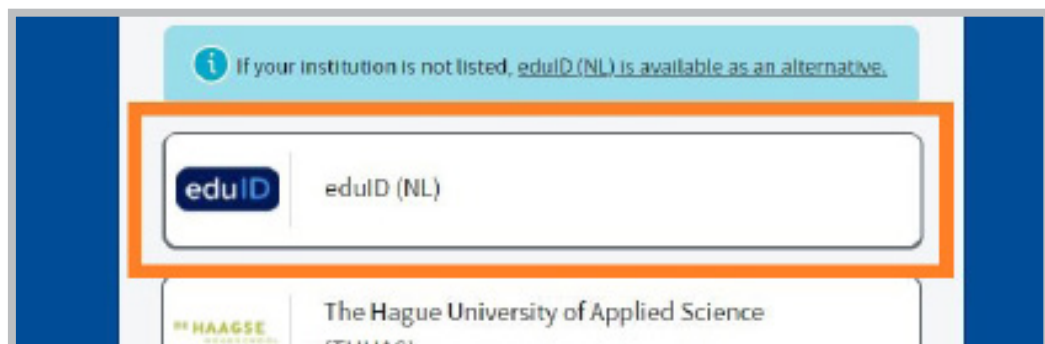 i If your institution is not listed, eduID (NL) is available as an alternative.
eduID eduID (NL)
The Hague University of Applied Science
HAAGSE